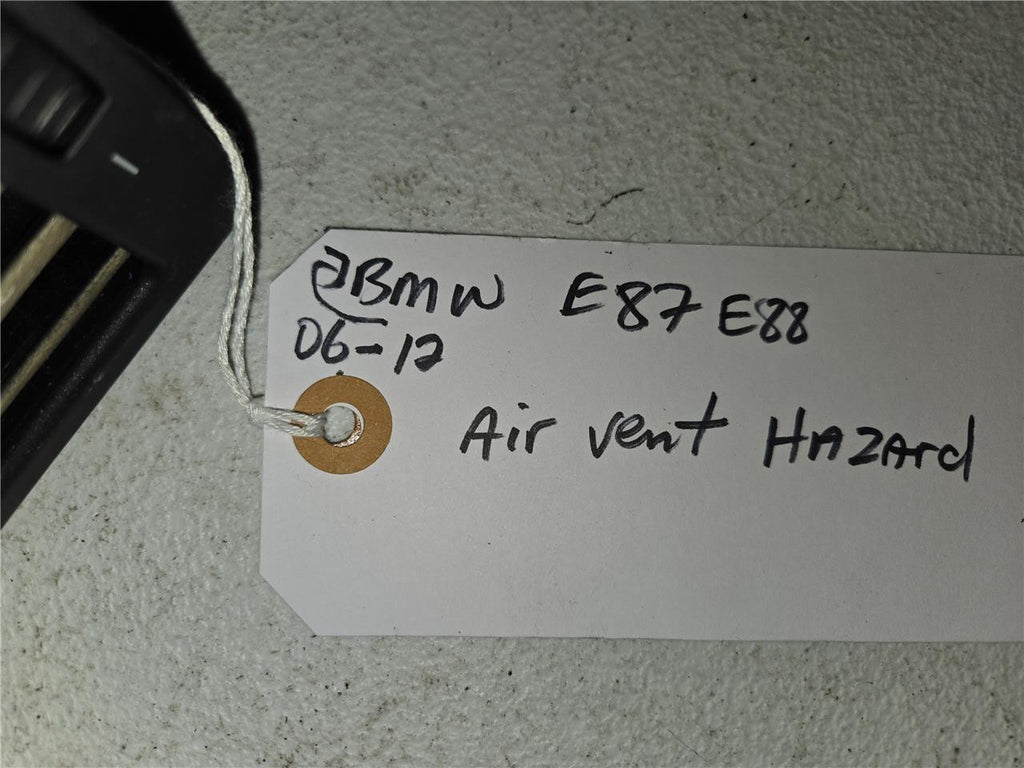 BMW E87 E88
06-12
Air vent HAZARd